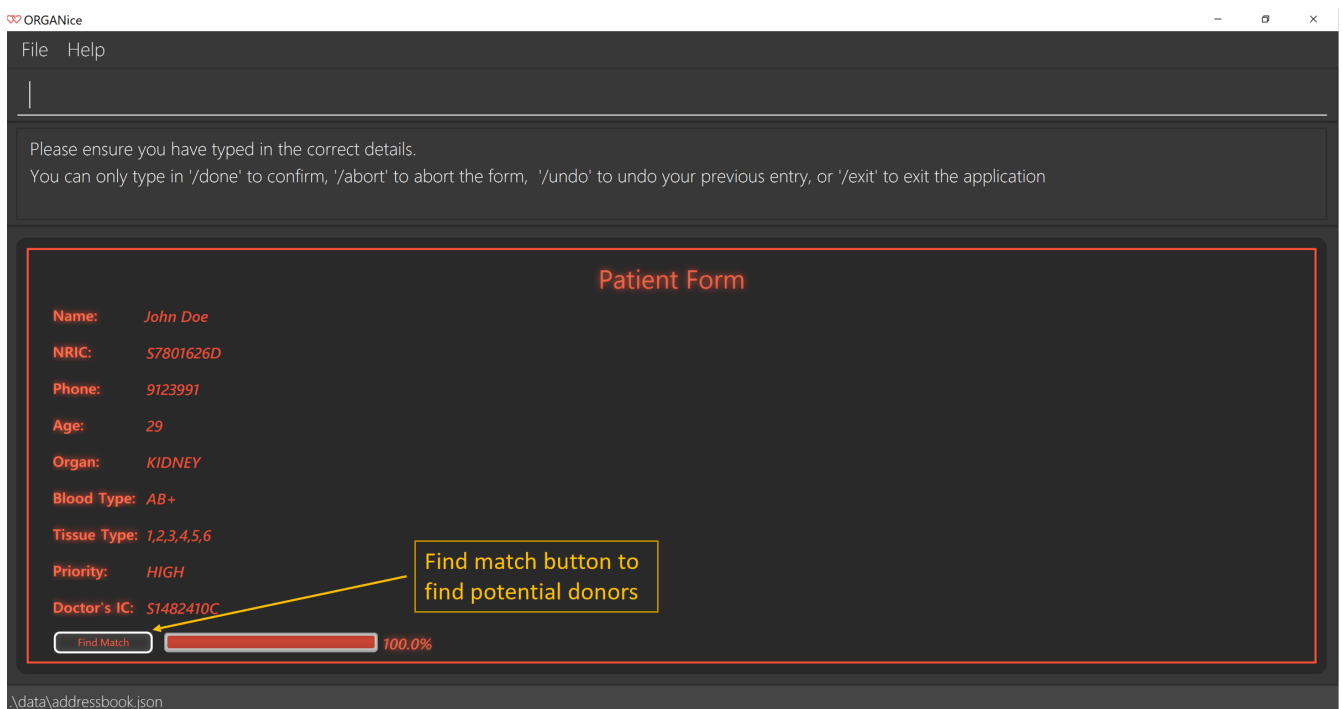 ORGANice
File Help
Please ensure you have typed in the correct details.
You can only type in '/done' to confirm, '/abort' to abort the form, '/undo' to undo your previous entry, or '/exit' to exit the application
Patient Form
Name: John Doe
NRIC: S7801626D
Phone: 9123991
Age: 29
Organ: KIDNEY
Blood Type: AB+
Tissue Type: 1,2,3,4,5,6
Priority: HIGH
Doctor's IC: S1482410C
Find match button to
find potential donors
Find Match 100.0%
.\data\addressbook.json